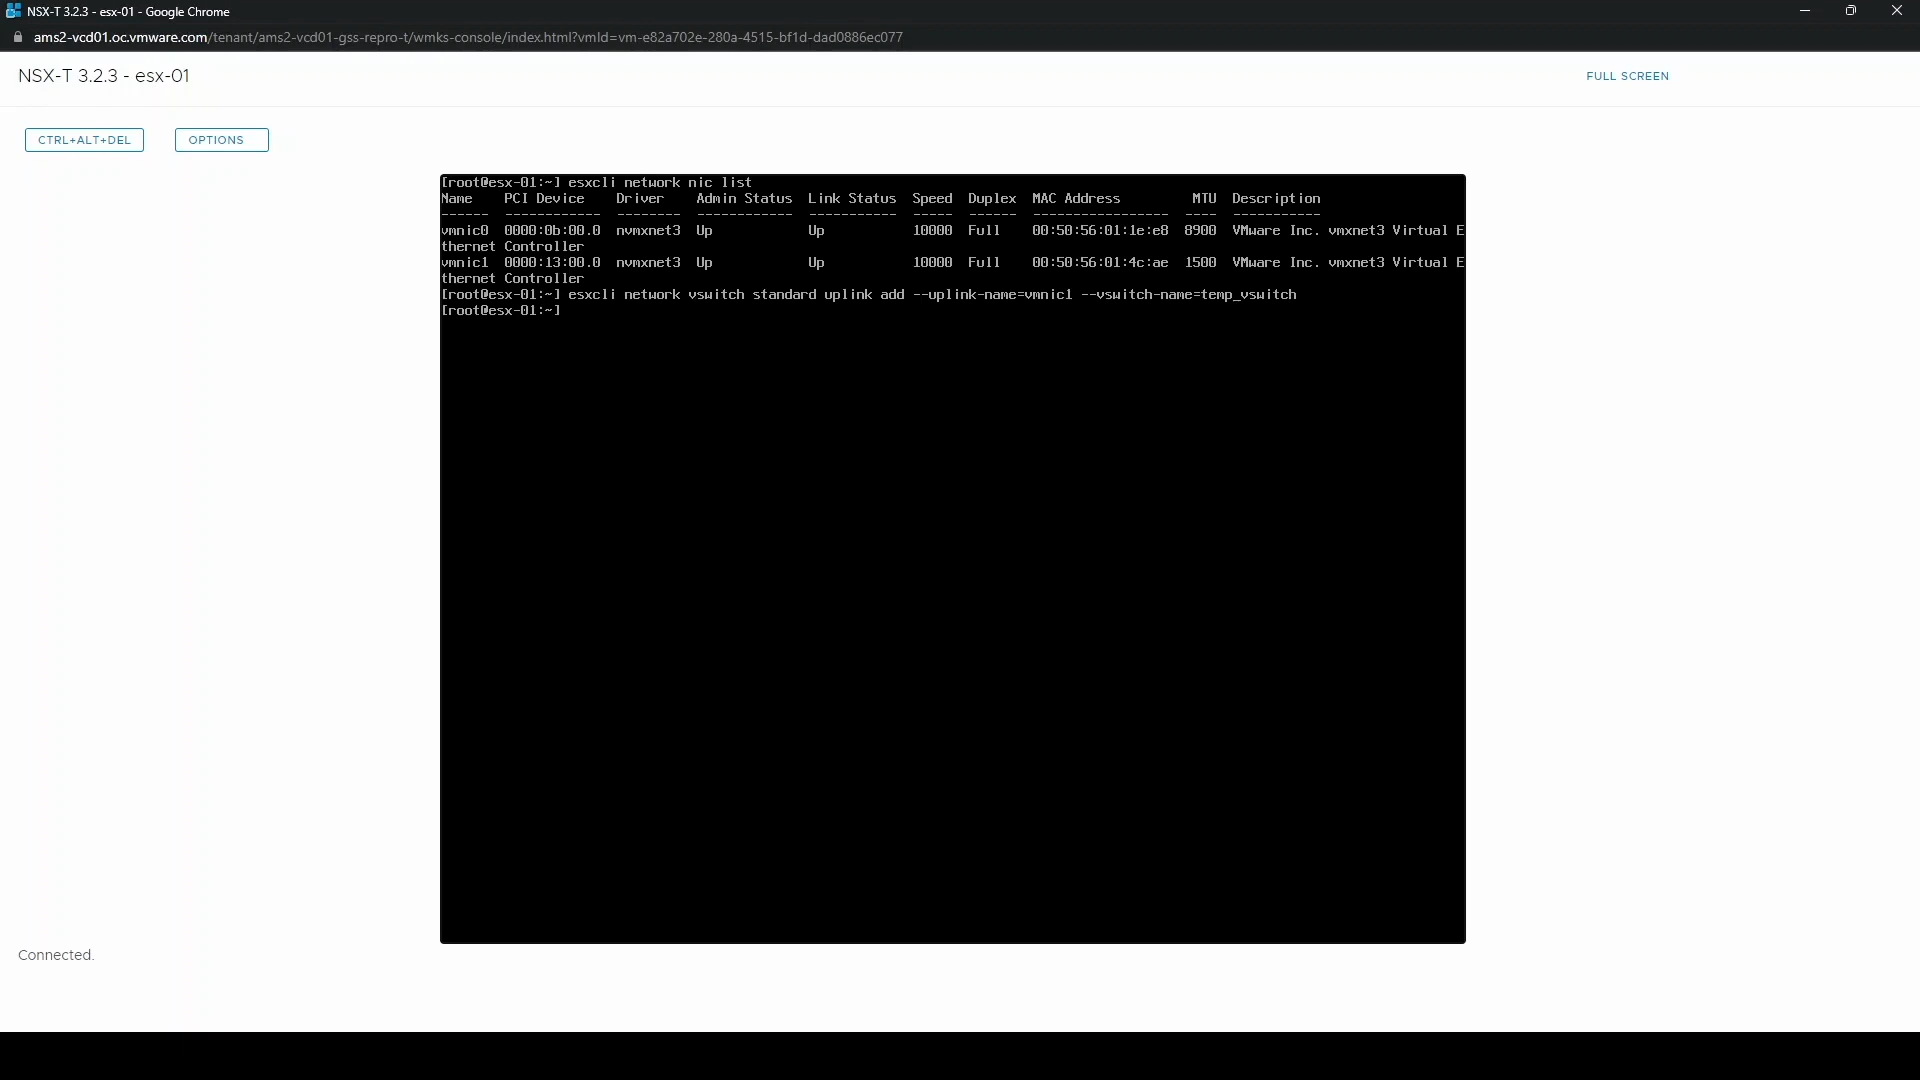 NSX-T 3.2.3 - esx-01 - Google Chrome
ams2-vcd01.oc.vmware.com/tenant/ams2-vcd01-gss-repro-t/wmks-console/index.html?vmId=vm-e82a702e-280a-4515-bf1d-dad0886ec077
NSX-T 3.2.3 - esx-01
FULL SCREEN
CTRL+ALT+DEL OPTIONS
[root@esx-01:~] esxcli network nic list
Name PCI Device Driver Admin Status Link Status Speed Duplex MAC Address MTU Description
------ ------------ -------- ------------ ----------- ----- ------ ----------------- ---- -----------
vmnic0 0000:0b:00.0 nvmxnet3 Up Up 10000 Full 00:50:56:01:1e:e8 8900 VMware Inc. vmxnet3 Virtual E
thernet Controller
vmnic1 0000:13:00.0 nvmxnet3 Up Up 10000 Full 00:50:56:01:4c:ae 1500 VMware Inc. vmxnet3 Virtual E
thernet Controller
[root@esx-01:~] esxcli network vswitch standard uplink add --uplink-name=vmnic1 --vswitch-name=temp_vswitch
[root@esx-01:~]
Connected.